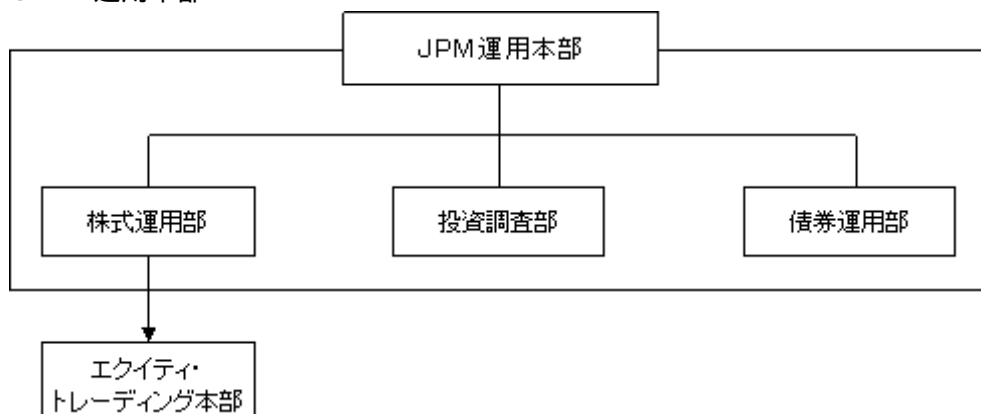 JPM運用本部
株式運用部
投資調査部
債券運用部
エクイティ・
トレーディング本部